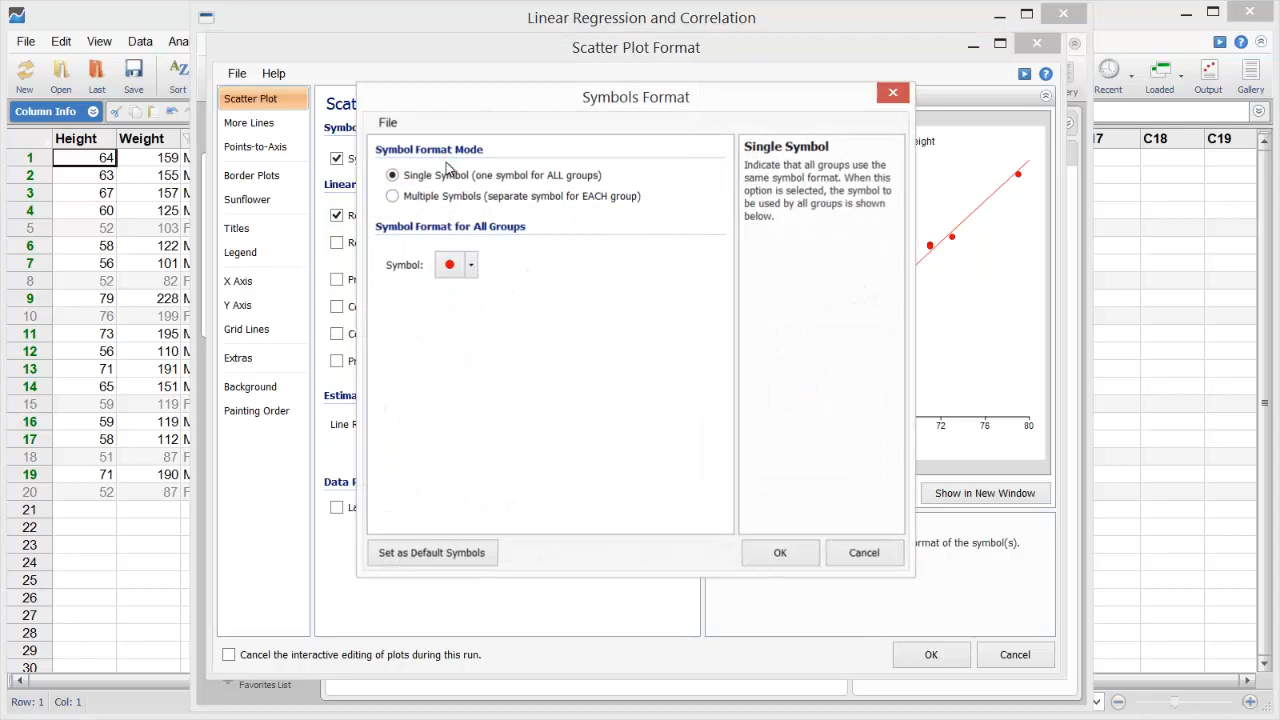 Linear Regression and Correlation
File Edit View Data
Scatter Plot Format
New Open Last Save Sort
Recent Loaded Output Gallery
File Help
Symbols Format
Column Info
Scatter Plot
More Lines
Points-to-Axis
Border Plots
Sunflower
Titles
Legend
X Axis
Y Axis
Grid Lines
Extras
Background
Painting Order
File
Symbol Format Mode
Single Symbol (one symbol for ALL groups)
Multiple Symbols (separate symbol for EACH group)
Symbol Format for All Groups
Symbol:
Single Symbol
Indicate that all groups use the
same symbol format. When this
option is selected, the symbol to
be used by all groups is shown
below.
Set as Default Symbols
OK
Cancel
Height Weight
C18 C19
1 64 159 M
2 63 155 M
3 67 157 M
4 60 125 M
5 52 103 F
6 58 122 M
7 56 101 M
8 52 82 F
9 79 228 M
10 76 199 F
11 73 195 M
12 56 110 M
13 71 191 M
14 65 151 M
15 59 119 F
16 59 119 M
17 58 112 M
18 51 87 F
19 71 190 M
20 52 87 F
21
22
23
24
25
26
27
28
29
30
72 76 80
Show in New Window
Cancel the interactive editing of plots during this run.
OK
Cancel
Favorites List
Row: 1 Col: 1